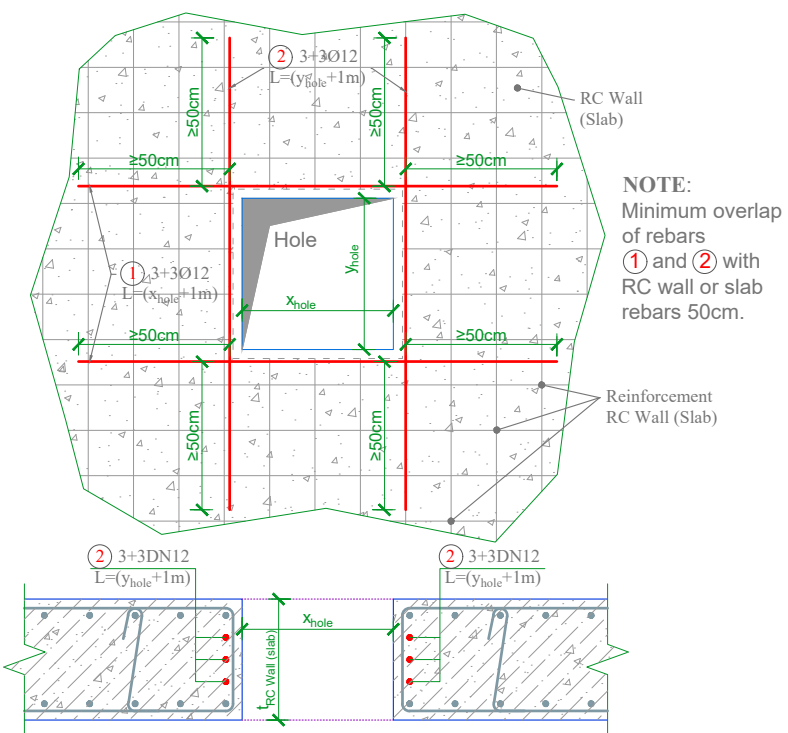 2 3+3Ø12
L=(yhole+1m)
≥50cm
≥50cm
RC Wall
(Slab)
≥50cm
≥50cm
NOTE:
Minimum overlap
of rebars
1 and 2 with
RC wall or slab
rebars 50cm.
Hole
yhole
1 3+3Ø12
L=(xhole+1m)
xhole
≥50cm
≥50cm
Reinforcement
RC Wall (Slab)
≥50cm
≥50cm
2 3+3DN12
L=(yhole+1m)
2 3+3DN12
L=(yhole+1m)
xhole
tRC Wall (slab)